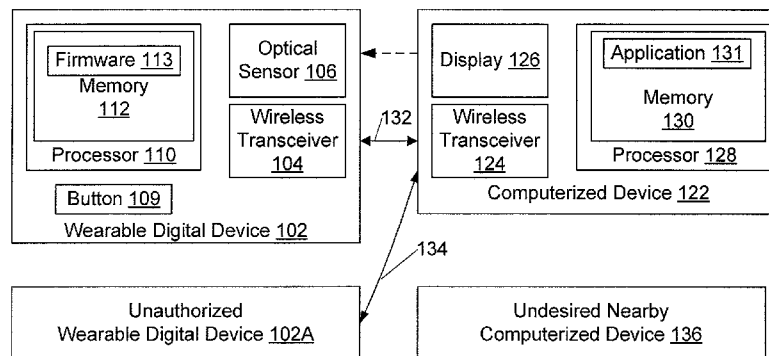 Firmware 113
Memory
112
Processor 110
Button 109
Optical
Sensor 106
Wireless
Transceiver
104
Wearable Digital Device 102
132
Display 126
Wireless
Transceiver
124
Application 131
Memory
130
Processor 128
Computerized Device 122
134
Unauthorized
Wearable Digital Device 102A
Undesired Nearby
Computerized Device 136